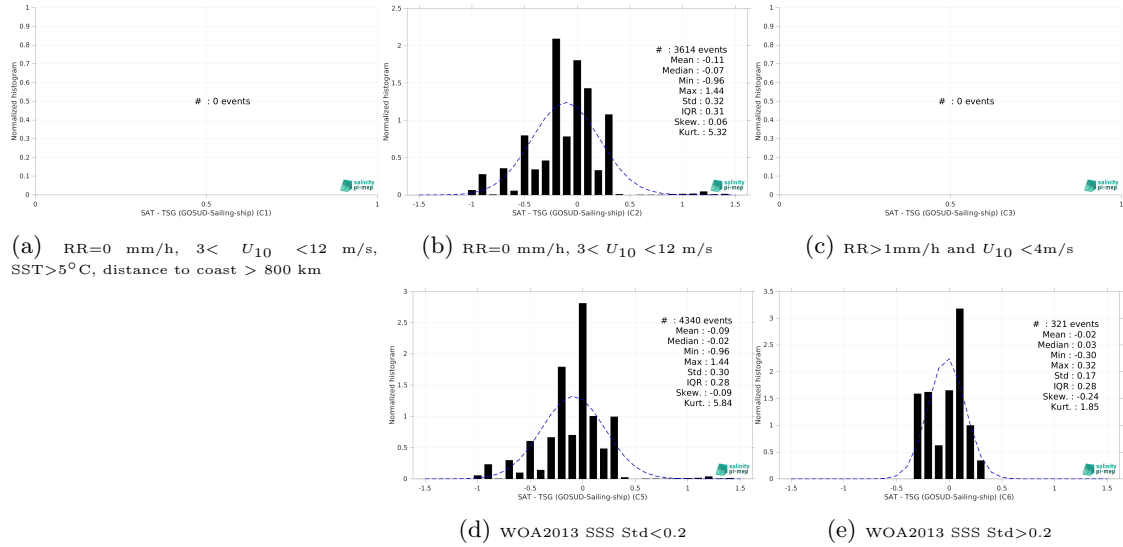 1
0.9
0.8
0.7
0.6
0.5
0.4
0.3
0.2
0.1
0
0
0.5
1
Normalized histogram
# : 0 events
salinity
pi-mep
SAT - TSG (GOSUD-Sailing-ship) (C1)
(a) RR=0 mm/h, 3< U10 <12 m/s,
SST>5°C, distance to coast > 800 km
2.5
2
1.5
1
0.5
0
-1.5
-1
-0.5
0
0.5
1
1.5
Normalized histogram
# : 3614 events
Mean : -0.11
Median : -0.07
Min : -0.96
Max : 1.44
Std : 0.32
IQR : 0.31
Skew. : 0.06
Kurt. : 5.32
salinity
pi-mep
SAT - TSG (GOSUD-Sailing-ship) (C2)
(b) RR=0 mm/h, 3< U10 <12 m/s
1
0.9
0.8
0.7
0.6
0.5
0.4
0.3
0.2
0.1
0
0
0.5
1
Normalized histogram
# : 0 events
salinity
pi-mep
SAT - TSG (GOSUD-Sailing-ship) (C3)
(c) RR>1mm/h and U10 <4m/s
3
2.5
2
1.5
1
0.5
0
-1.5
-1
-0.5
0
0.5
1
1.5
Normalized histogram
# : 4340 events
Mean : -0.09
Median : -0.02
Min : -0.96
Max : 1.44
Std : 0.30
IQR : 0.28
Skew. : -0.09
Kurt. : 5.84
salinity
pi-mep
SAT - TSG (GOSUD-Sailing-ship) (C5)
(d) WOA2013 SSS Std<0.2
3.5
3
2.5
2
1.5
1
0.5
0
-1.5
-1
-0.5
0
0.5
1
1.5
Normalized histogram
# : 321 events
Mean : -0.02
Median : 0.03
Min : -0.30
Max : 0.32
Std : 0.17
IQR : 0.28
Skew. : -0.24
Kurt. : 1.85
salinity
pi-mep
SAT - TSG (GOSUD-Sailing-ship) (C6)
(e) WOA2013 SSS Std>0.2